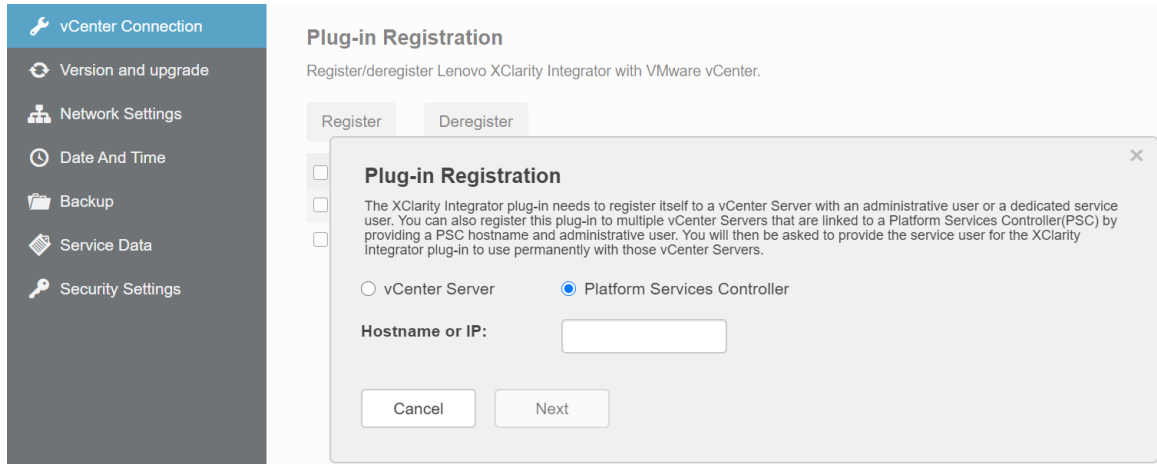 vCenter Connection
Version and upgrade
Network Settings
Date And Time
Backup
Service Data
Security Settings
Plug-in Registration
Register/deregister Lenovo XClarity Integrator with VMware vCenter.
Register Deregister
×
Plug-in Registration
The XClarity Integrator plug-in needs to register itself to a vCenter Server with an administrative user or a dedicated service
user. You can also register this plug-in to multiple vCenter Servers that are linked to a Platform Services Controller(PSC) by
providing a PSC hostname and administrative user. You will then be asked to provide the service user for the XClarity
Integrator plug-in to use permanently with those vCenter Servers.
vCenter Server Platform Services Controller
Hostname or IP:
Cancel Next